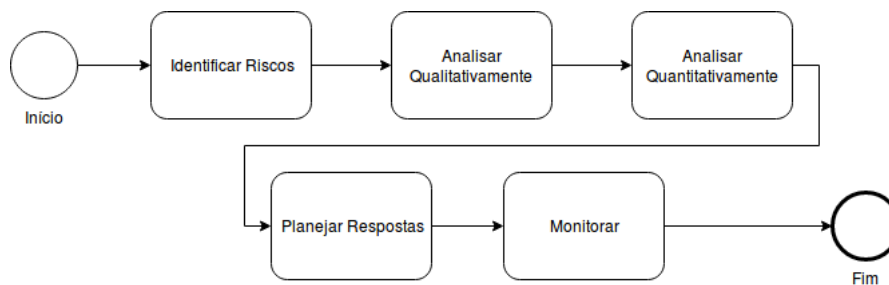 Início
Identificar Riscos
Analisar
Qualitativamente
Analisar
Quantitativamente
Planejar Respostas
Monitorar
Fim